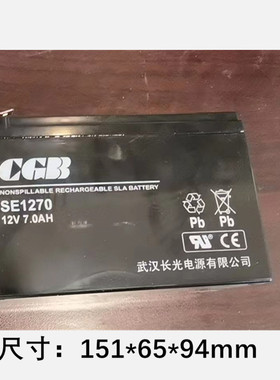 CGB
NONSPILLABLE RECHARGEABLE SLA BATTERY
SE1270
12V 7.0AH
Pb Pb
CE
武汉长光电源有限公司
尺寸：151*65*94mm